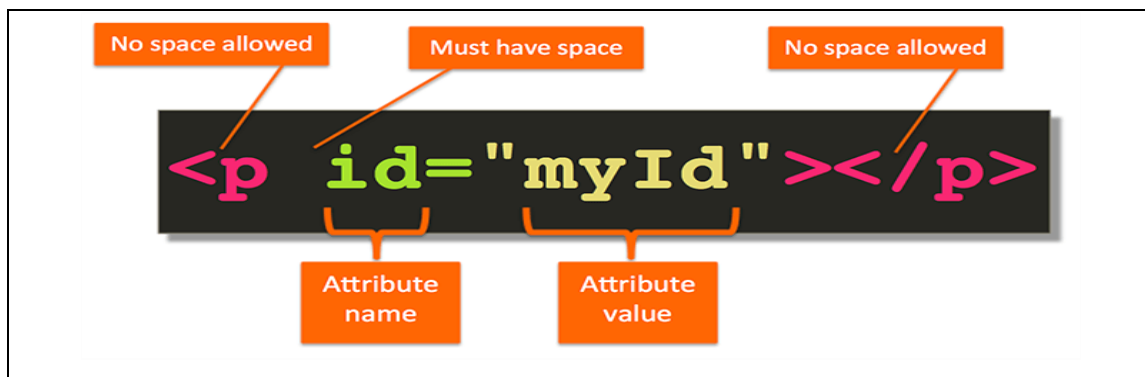 No space allowed
Must have space
No space allowed
<p id="myId"></p>
Attribute
name
Attribute
value